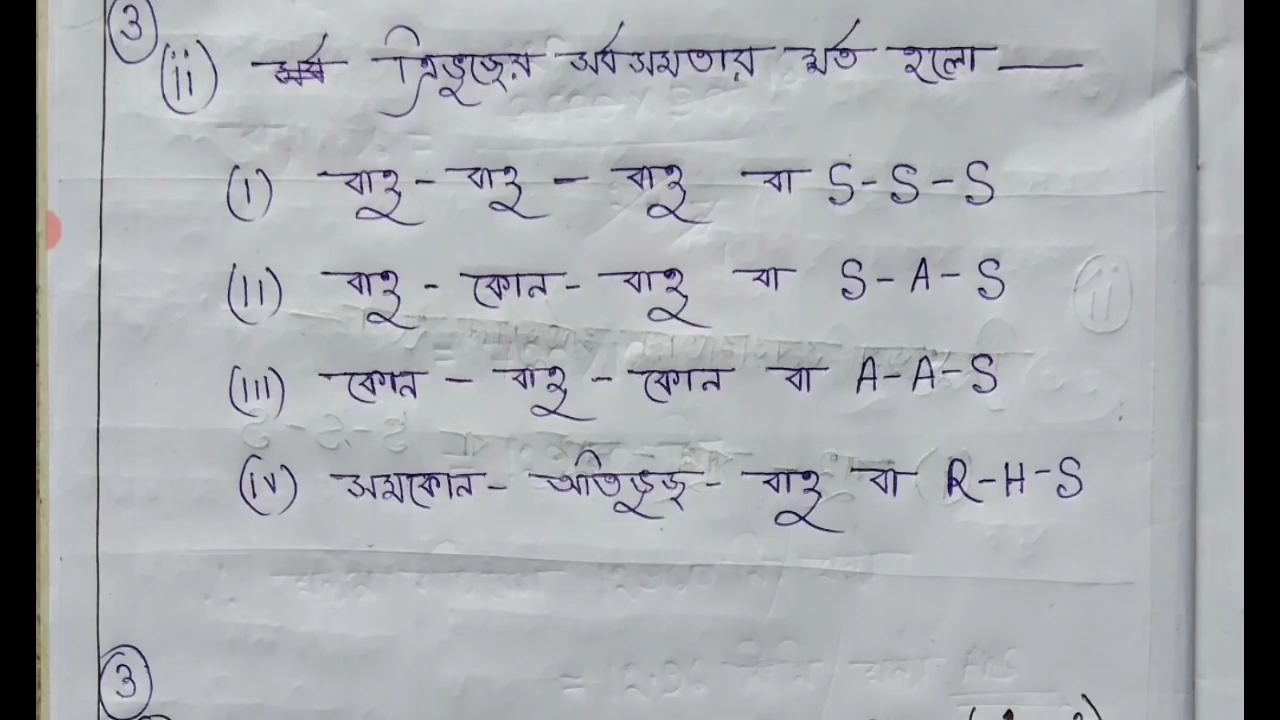 3
(ii) ত্রিভুজের সর্বসমতার শর্ত হলো —
(i) বাহু - বাহু - বাহু বা S-S-S
(ii) বাহু - কোন - বাহু বা S-A-S
(iii) কোন - বাহু - কোন বা A-A-S
(iv) সমকোন - অতিভুজ - বাহু বা R-H-S
3